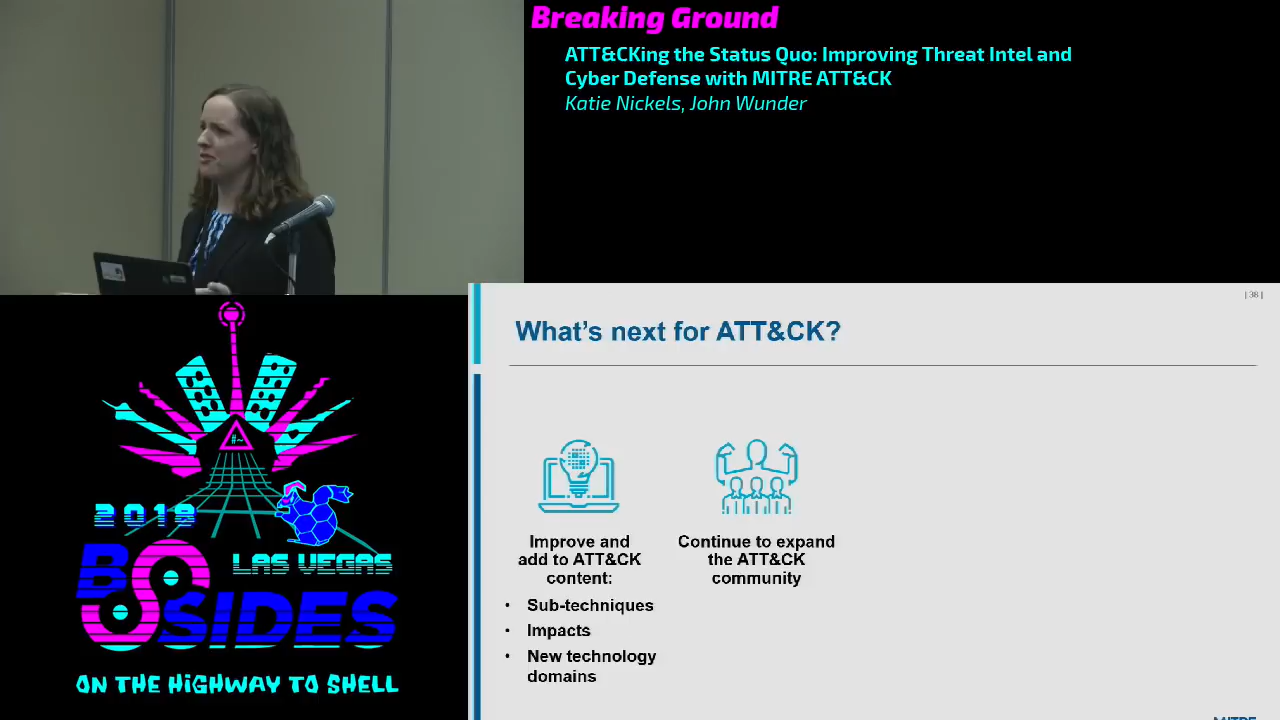 Breaking Ground
ATT&CKing the Status Quo: Improving Threat Intel and
Cyber Defense with MITRE ATT&CK
Katie Nickels, John Wunder
| 38 |
What's next for ATT&CK?
Improve and
add to ATT&CK
content:
• Sub-techniques
• Impacts
• New technology
domains
Continue to expand
the ATT&CK
community
MITRE
#~
2018
LAS VEGAS
BSIDES
ON THE HiGHWAY TO SHELL